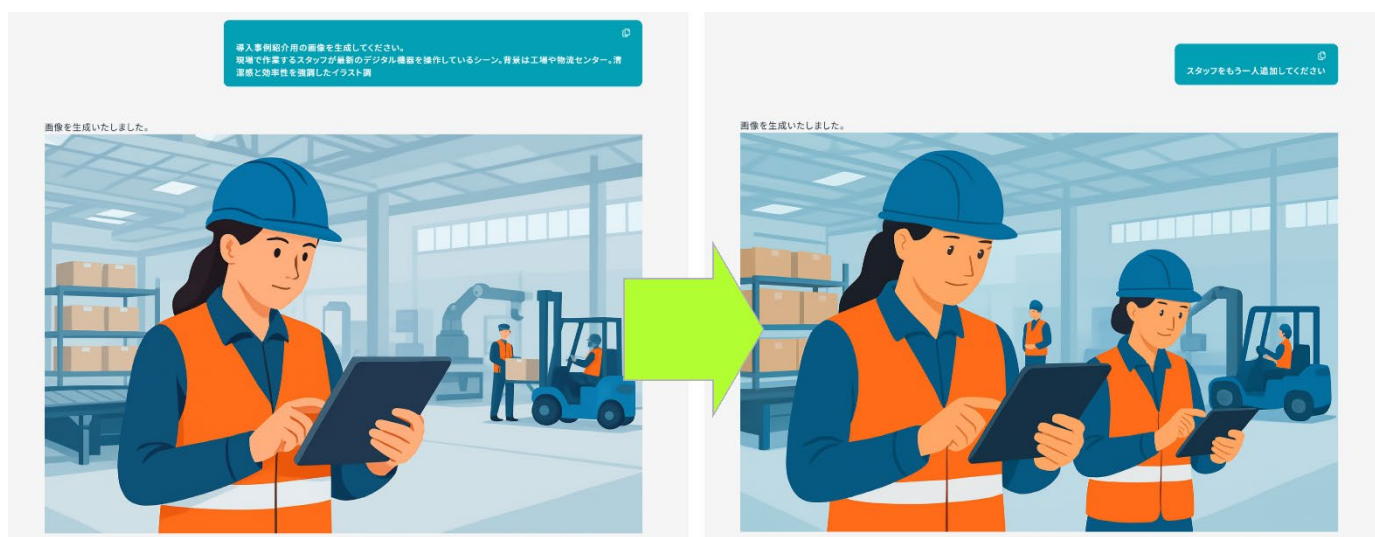 導入事例紹介用の画像を生成してください。
現場で作業するスタッフが最新のデジタル機器を操作しているシーン。背景は工場や物流センター。清
潔感と効率性を強調したイラスト調
画像を生成いたしました。
スタッフをもう一人追加してください
画像を生成いたしました。